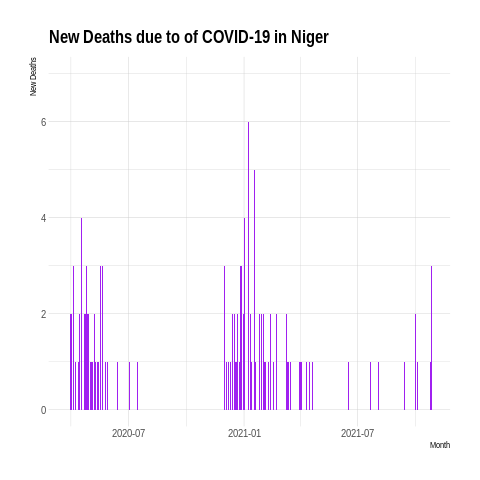 New Deaths due to of COVID-19 in Niger
New Deaths
6
4
2
0
2020-07 2021-01 2021-07
Month